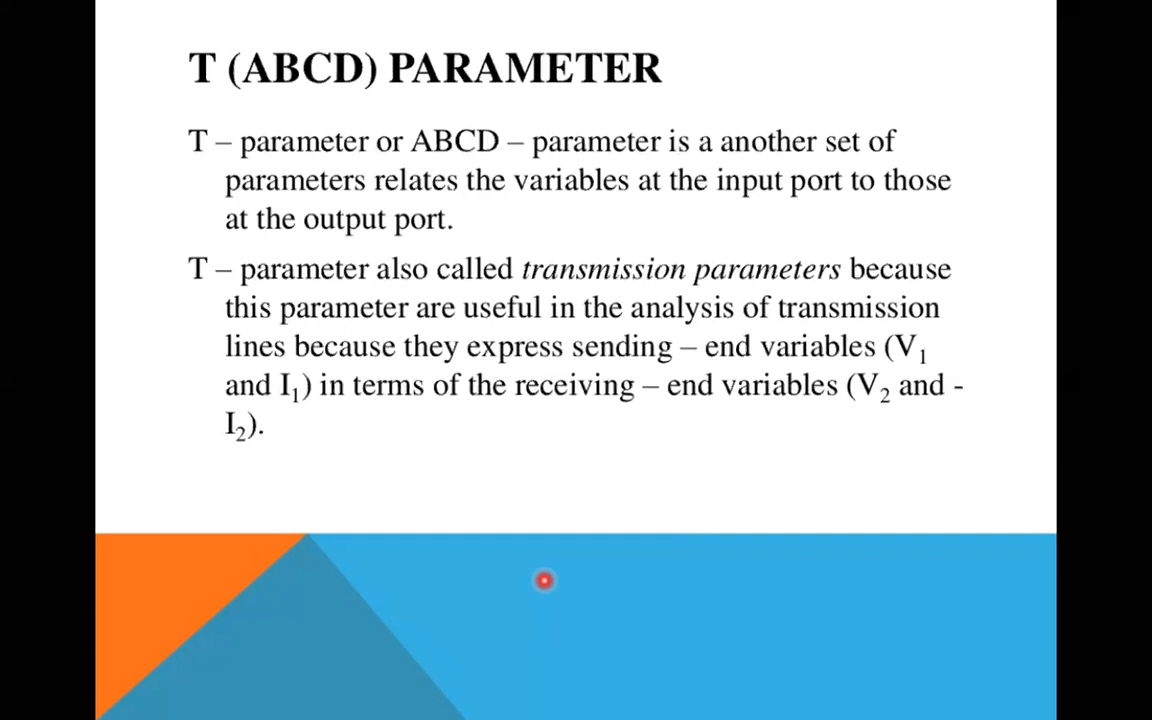 T (ABCD) PARAMETER
T – parameter or ABCD – parameter is a another set of
parameters relates the variables at the input port to those
at the output port.
T – parameter also called transmission parameters because
this parameter are useful in the analysis of transmission
lines because they express sending – end variables (V₁
and I₁) in terms of the receiving – end variables (V₂ and -
I₂).